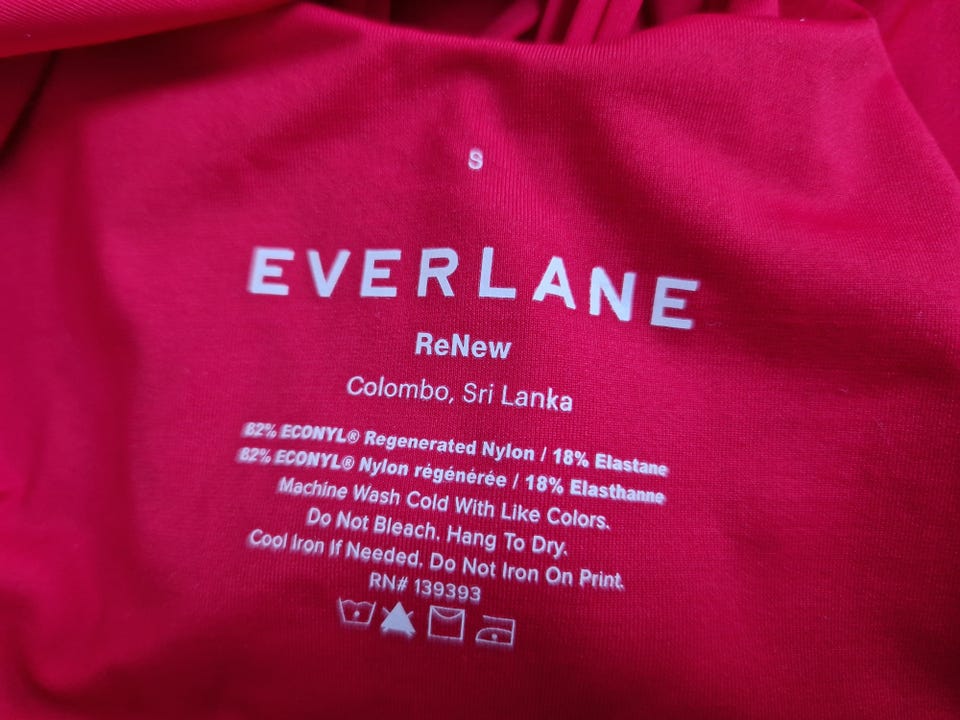 S
EVERLANE
ReNew
Colombo, Sri Lanka
82% ECONYL® Regenerated Nylon / 18% Elastane
82% ECONYL® Nylon régénérée / 18% Elasthanne
Machine Wash Cold With Like Colors.
Do Not Bleach. Hang To Dry.
Cool Iron If Needed. Do Not Iron On Print.
RN# 139393